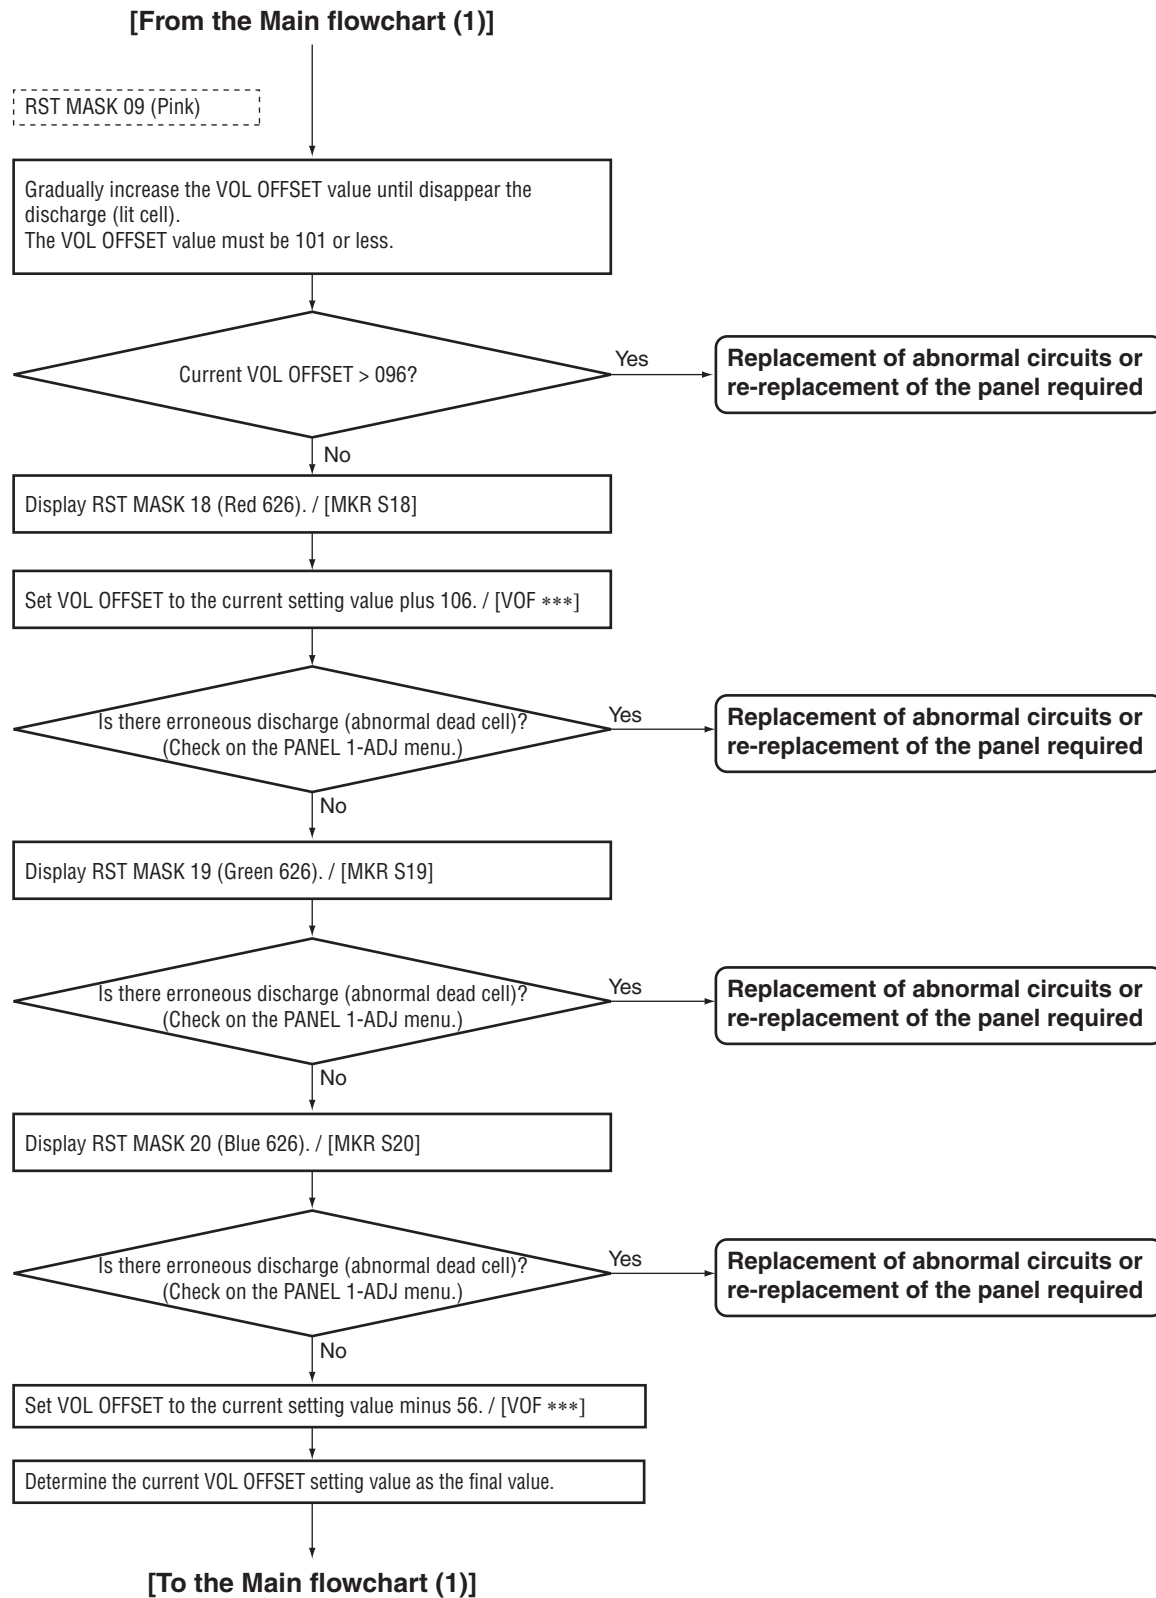 [From the Main flowchart (1)]
RST MASK 09 (Pink)
Gradually increase the VOL OFFSET value until disappear the
discharge (lit cell).
The VOL OFFSET value must be 101 or less.
Current VOL OFFSET > 096?
Yes
Replacement of abnormal circuits or
re-replacement of the panel required
No
Display RST MASK 18 (Red 626). / [MKR S18]
Set VOL OFFSET to the current setting value plus 106. / [VOF ***]
Is there erroneous discharge (abnormal dead cell)?
(Check on the PANEL 1-ADJ menu.)
Yes
Replacement of abnormal circuits or
re-replacement of the panel required
No
Display RST MASK 19 (Green 626). / [MKR S19]
Is there erroneous discharge (abnormal dead cell)?
(Check on the PANEL 1-ADJ menu.)
Yes
Replacement of abnormal circuits or
re-replacement of the panel required
No
Display RST MASK 20 (Blue 626). / [MKR S20]
Is there erroneous discharge (abnormal dead cell)?
(Check on the PANEL 1-ADJ menu.)
Yes
Replacement of abnormal circuits or
re-replacement of the panel required
No
Set VOL OFFSET to the current setting value minus 56. / [VOF ***]
Determine the current VOL OFFSET setting value as the final value.
[To the Main flowchart (1)]